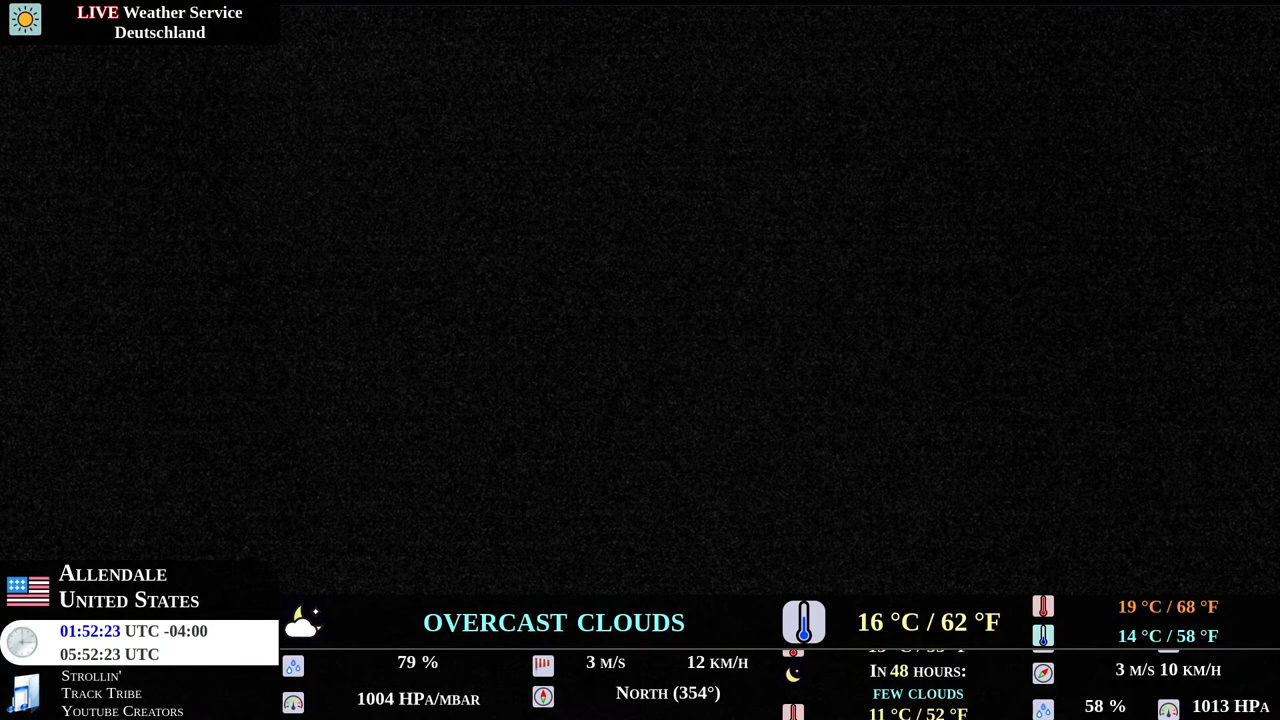 LIVE Weather Service
Deutschland
Allendale
United States
01:52:23 UTC -04:00
05:52:23 UTC
Strollin'
Track Tribe
Youtube Creators
overcast clouds
16 °C / 62 °F
19 °C / 68 °F
14 °C / 58 °F
79 %
3 m/s
12 km/h
1004 HPa/mbar
North (354°)
In 48 hours:
few clouds
11 °C / 52 °F
3 m/s 10 km/h
58 %
1013 HPa